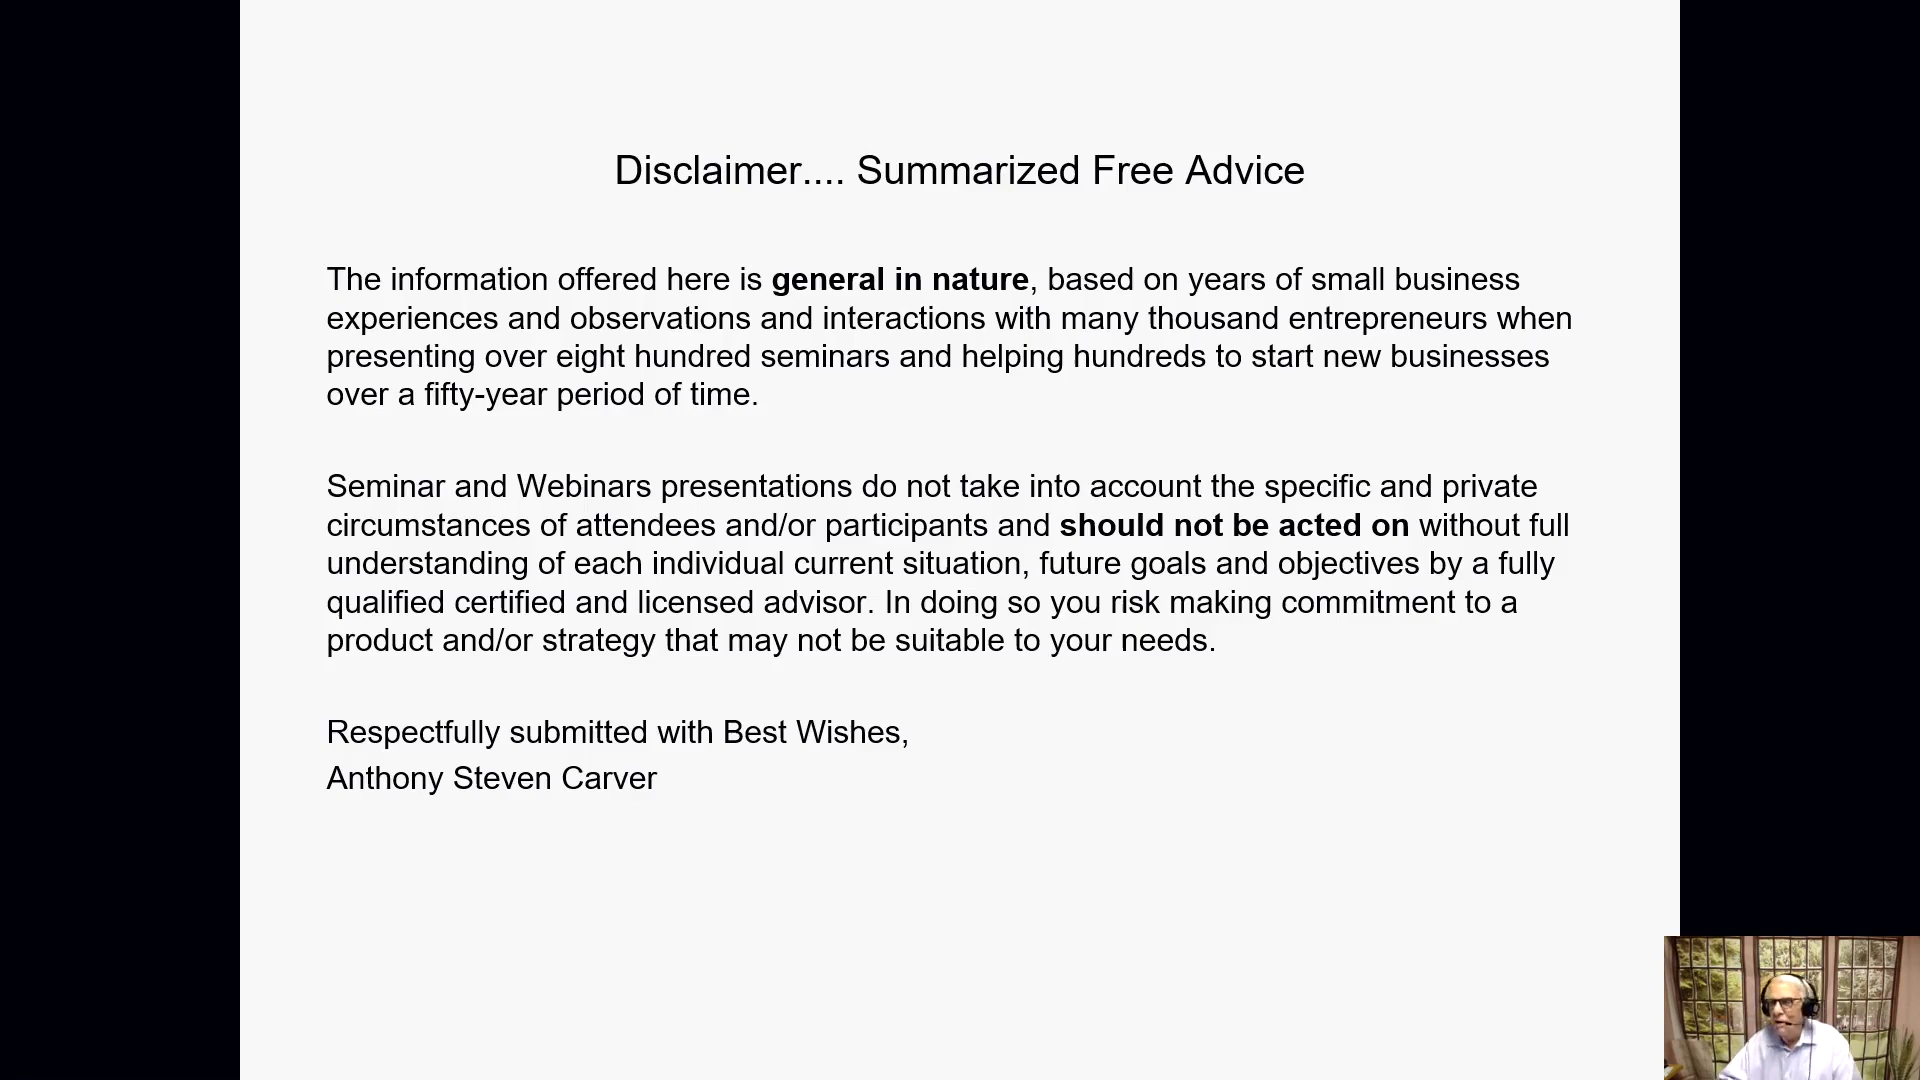 Disclaimer.... Summarized Free Advice
The information offered here is general in nature, based on years of small business
experiences and observations and interactions with many thousand entrepreneurs when
presenting over eight hundred seminars and helping hundreds to start new businesses
over a fifty-year period of time.
Seminar and Webinars presentations do not take into account the specific and private
circumstances of attendees and/or participants and should not be acted on without full
understanding of each individual current situation, future goals and objectives by a fully
qualified certified and licensed advisor. In doing so you risk making commitment to a
product and/or strategy that may not be suitable to your needs.
Respectfully submitted with Best Wishes,
Anthony Steven Carver